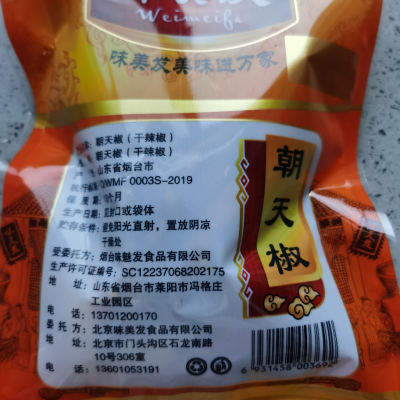 Weimeifa
味美发美味进万家
朝天椒（干辣椒）
朝天椒（干辣椒）
山东省烟台市
WMF 0003S-2019
个月
见封口或袋体
贮存条件：避免阳光直射，置放阴凉
干燥处
受委托方：烟台味魅发食品有限公司
生产许可证编号：SC12237068202175
地址：山东省烟台市莱阳市冯格庄
工业园区
电话：13701200170
委托方：北京味美发食品有限公司
地址：北京市门头沟区石龙南路
10号306室
电话：13601053191
朝天椒
6 931458 003692